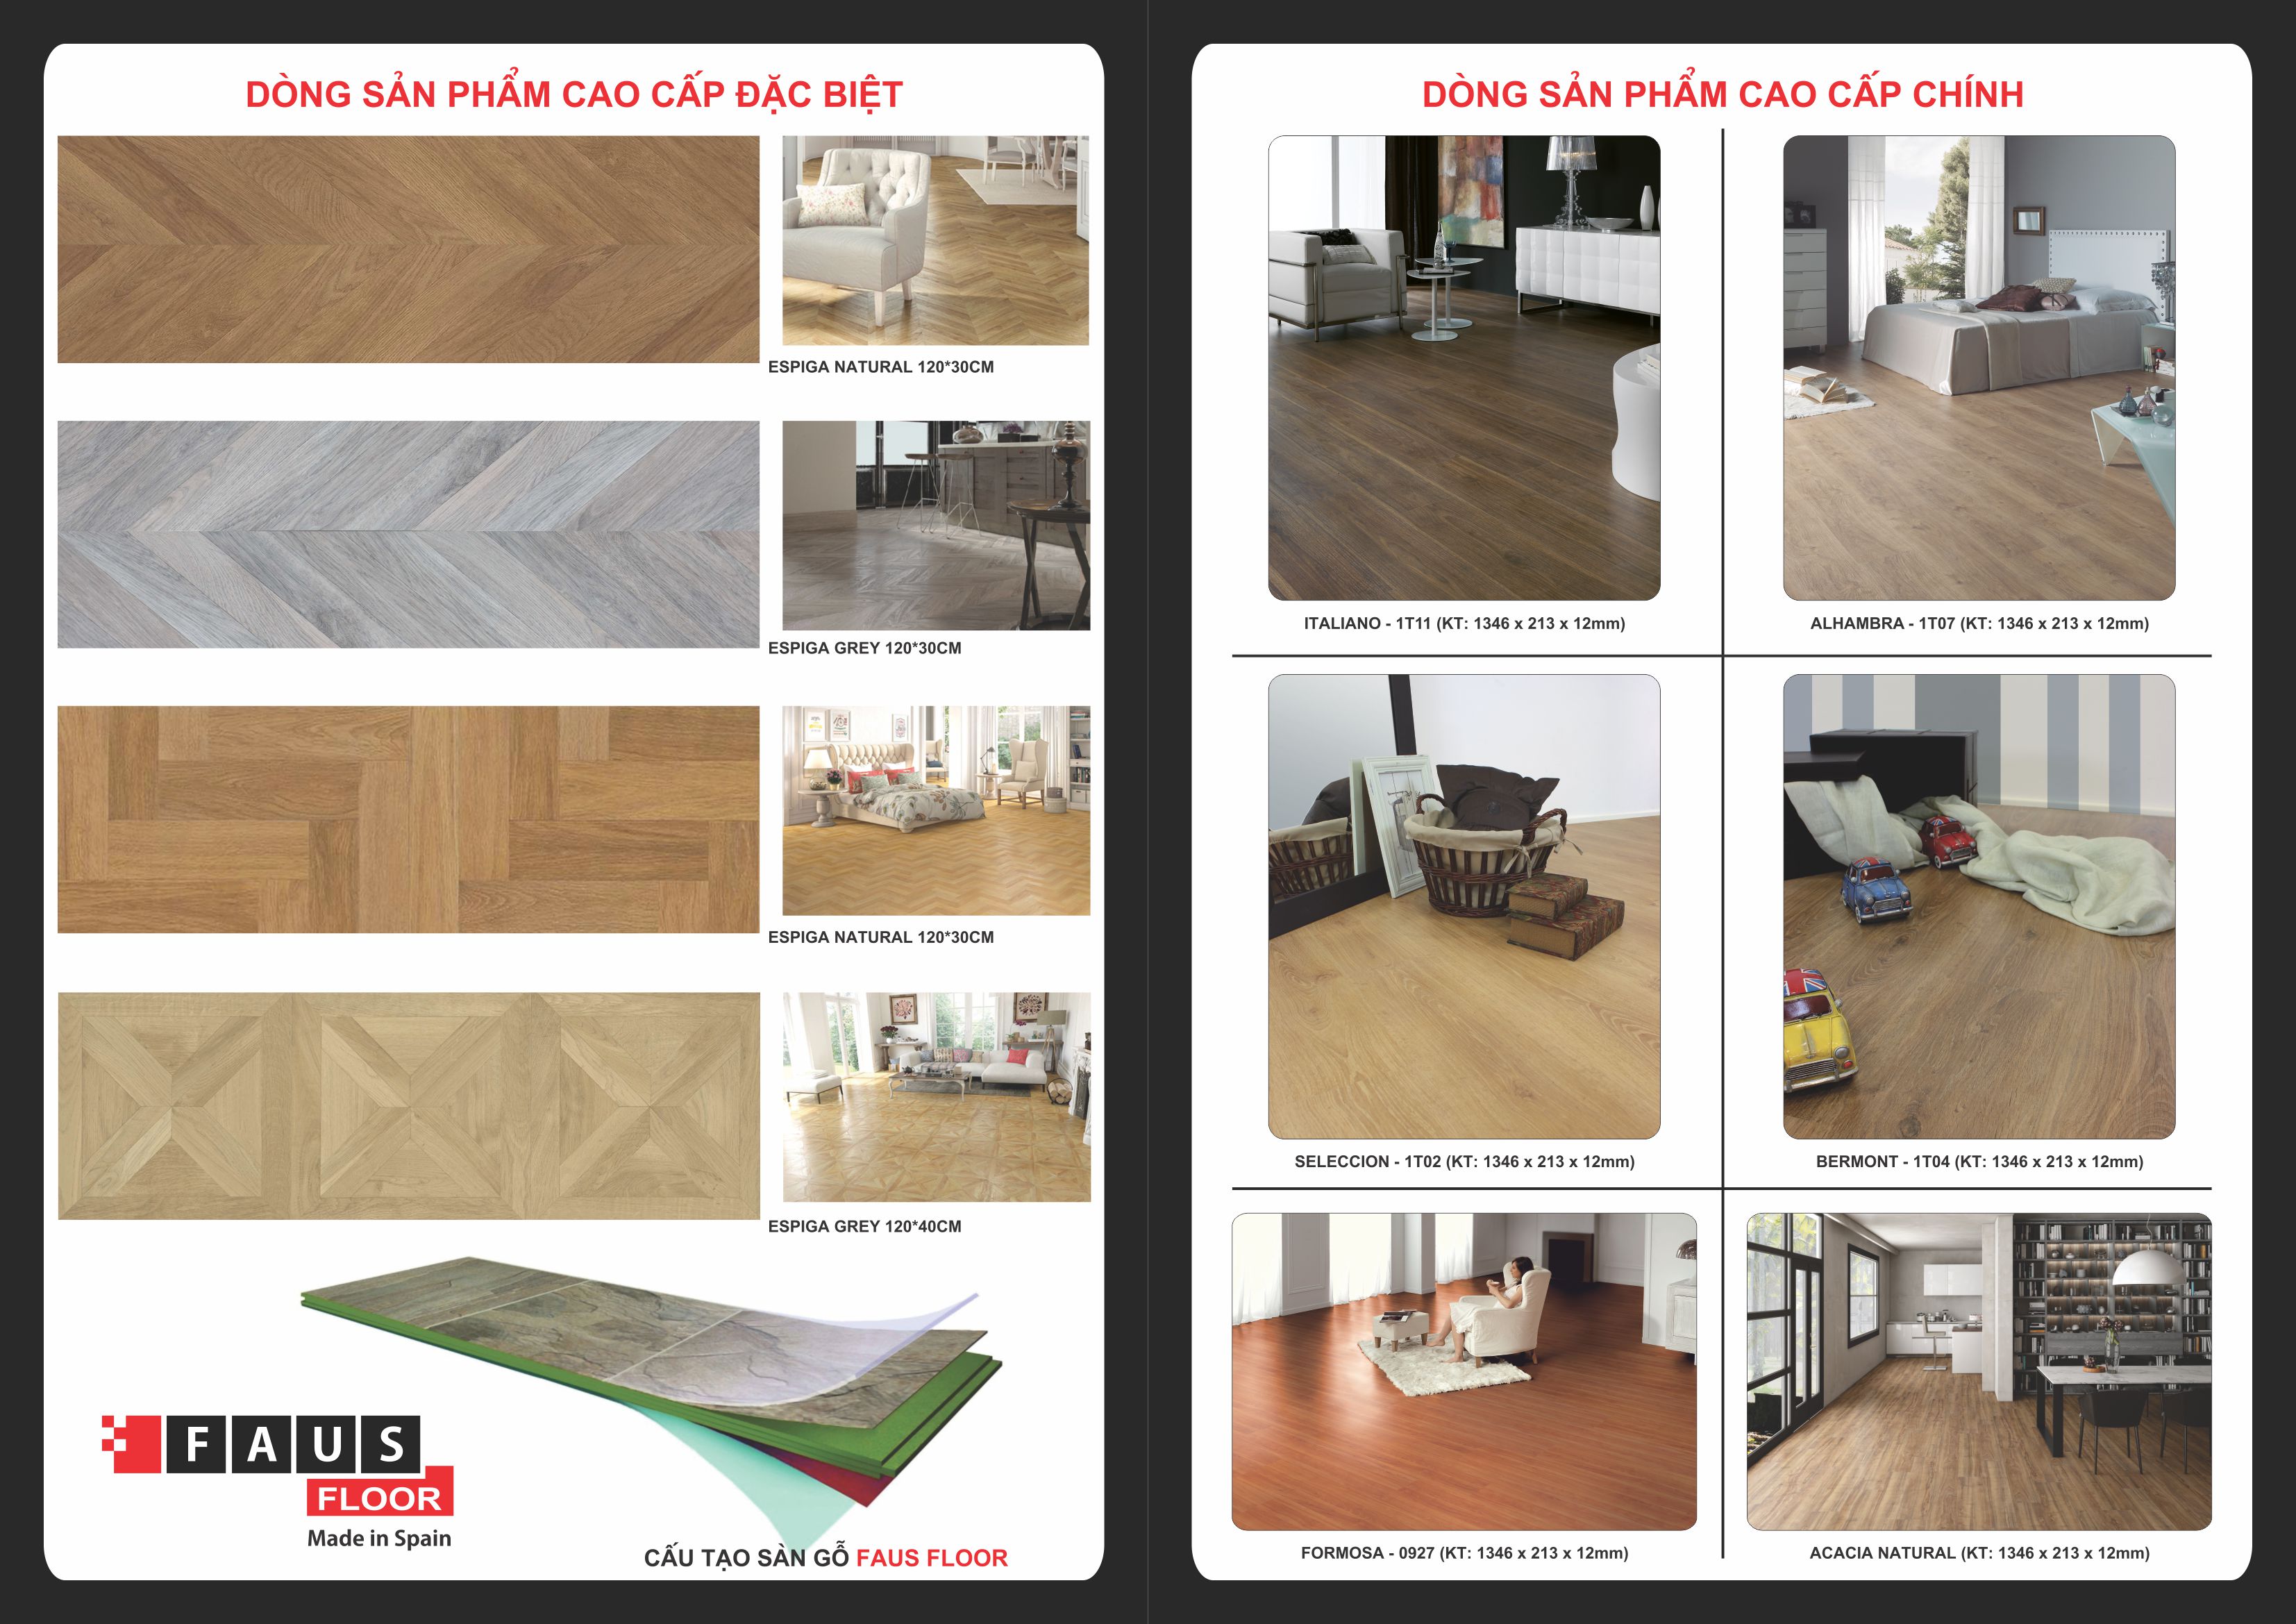 DÒNG SẢN PHẨM CAO CẤP ĐẶC BIỆT
ESPIGA NATURAL 120*30CM
ESPIGA GREY 120*30CM
ESPIGA NATURAL 120*30CM
ESPIGA GREY 120*40CM
FAUS
FLOOR
Made in Spain
CẤU TẠO SÀN GỖ FAUS FLOOR
DÒNG SẢN PHẨM CAO CẤP CHÍNH
ITALIANO - 1T11 (KT: 1346 x 213 x 12mm)
ALHAMBRA - 1T07 (KT: 1346 x 213 x 12mm)
SELECCION - 1T02 (KT: 1346 x 213 x 12mm)
BERMONT - 1T04 (KT: 1346 x 213 x 12mm)
FORMOSA - 0927 (KT: 1346 x 213 x 12mm)
ACACIA NATURAL (KT: 1346 x 213 x 12mm)